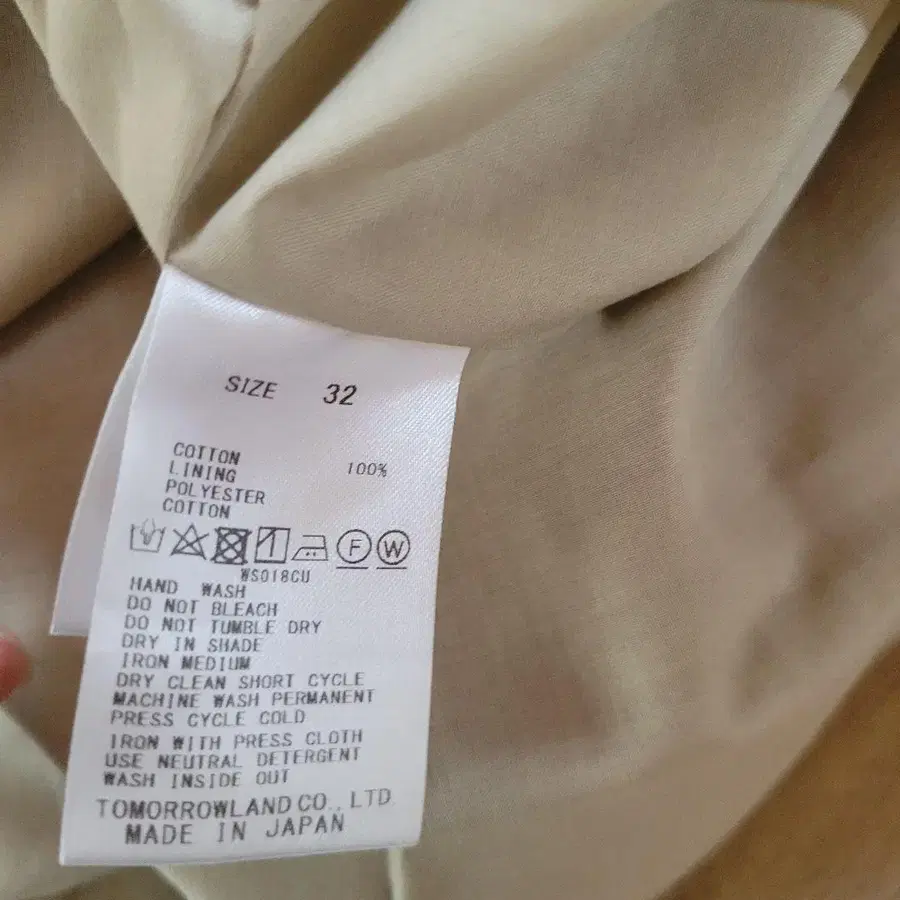 SIZE 32
COTTON 100%
LINING
POLYESTER
COTTON
F W
WS018CU
HAND WASH
DO NOT BLEACH
DO NOT TUMBLE DRY
DRY IN SHADE
IRON MEDIUM
DRY CLEAN SHORT CYCLE
MACHINE WASH PERMANENT
PRESS CYCLE COLD
IRON WITH PRESS CLOTH
USE NEUTRAL DETERGENT
WASH INSIDE OUT
TOMORROWLAND CO., LTD.
MADE IN JAPAN